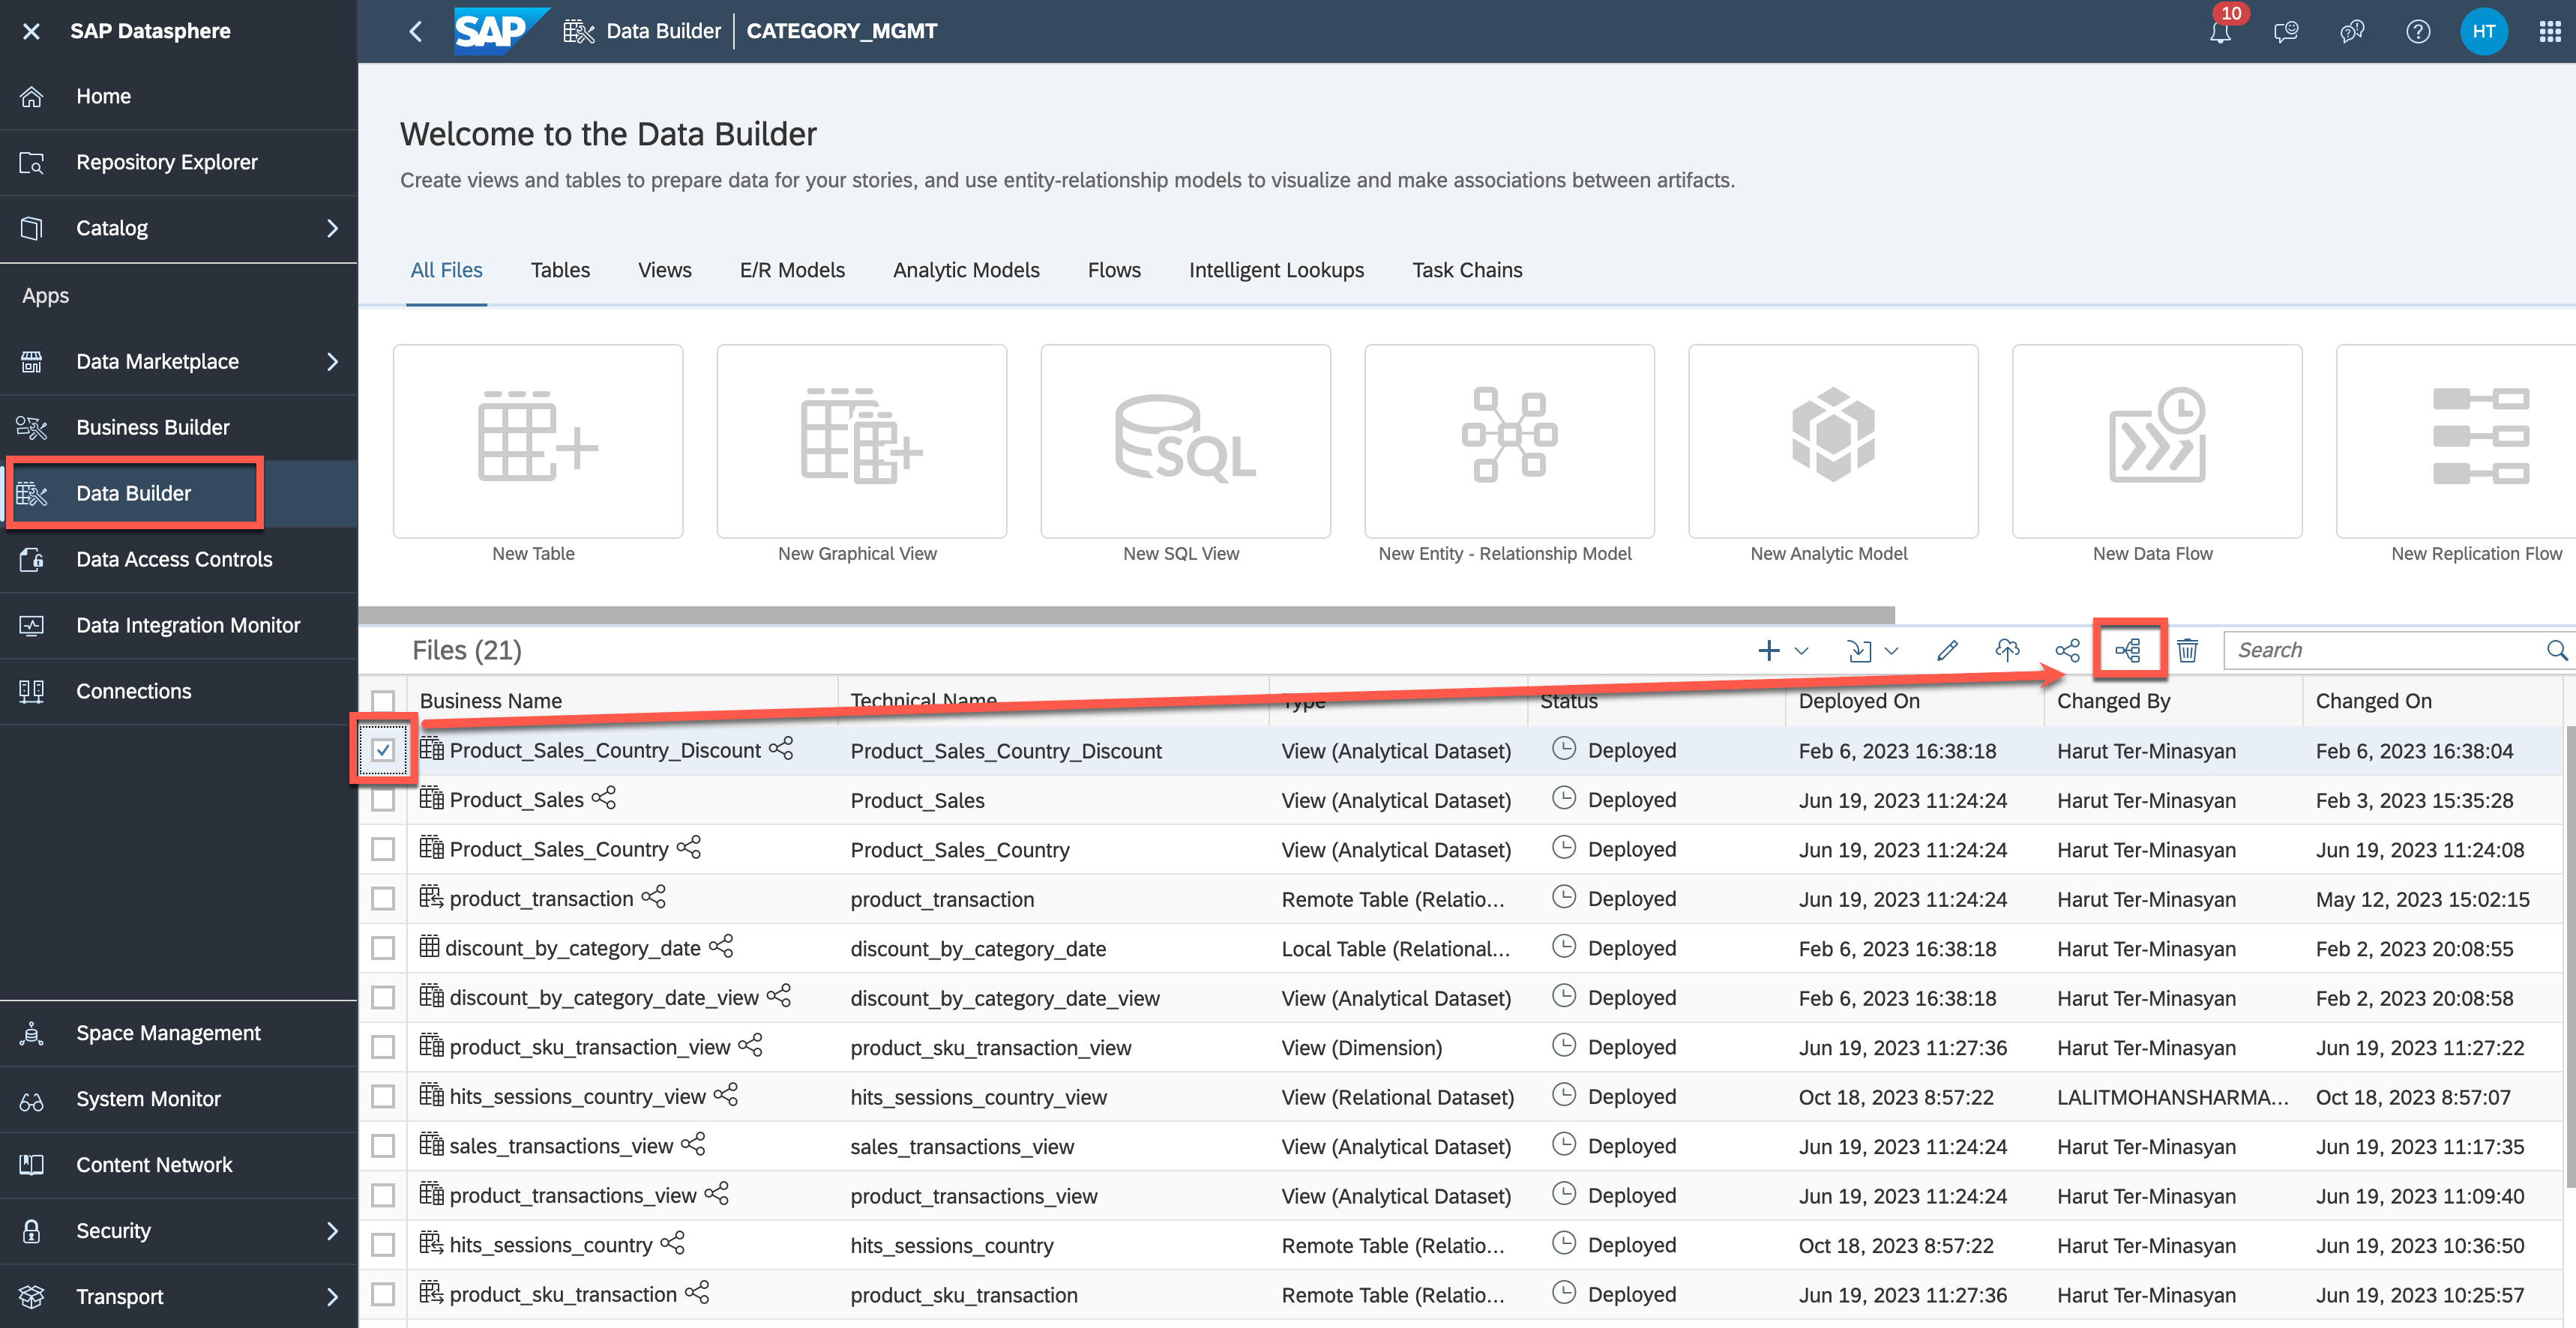 SAP Datasphere
Home
Repository Explorer
Catalog
Apps
Data Marketplace
Business Builder
Data Builder
Data Access Controls
Data Integration Monitor
Connections
Space Management
System Monitor
Content Network
Security
Transport
SAP Data Builder CATEGORY_MGMT
10
HT
Welcome to the Data Builder
Create views and tables to prepare data for your stories, and use entity-relationship models to visualize and make associations between artifacts.
All Files Tables Views E/R Models Analytic Models Flows Intelligent Lookups Task Chains
SQL
New Table New Graphical View New SQL View New Entity - Relationship Model New Analytic Model New Data Flow New Replication Flow
Files (21) Search
Business Name Technical Name Type Status Deployed On Changed By Changed On
Product_Sales_Country_Discount Product_Sales_Country_Discount View (Analytical Dataset) Deployed Feb 6, 2023 16:38:18 Harut Ter-Minasyan Feb 6, 2023 16:38:04
Product_Sales Product_Sales View (Analytical Dataset) Deployed Jun 19, 2023 11:24:24 Harut Ter-Minasyan Feb 3, 2023 15:35:28
Product_Sales_Country Product_Sales_Country View (Analytical Dataset) Deployed Jun 19, 2023 11:24:24 Harut Ter-Minasyan Jun 19, 2023 11:24:08
product_transaction product_transaction Remote Table (Relatio... Deployed Jun 19, 2023 11:24:24 Harut Ter-Minasyan May 12, 2023 15:02:15
discount_by_category_date discount_by_category_date Local Table (Relational... Deployed Feb 6, 2023 16:38:18 Harut Ter-Minasyan Feb 2, 2023 20:08:55
discount_by_category_date_view discount_by_category_date_view View (Analytical Dataset) Deployed Feb 6, 2023 16:38:18 Harut Ter-Minasyan Feb 2, 2023 20:08:58
product_sku_transaction_view product_sku_transaction_view View (Dimension) Deployed Jun 19, 2023 11:27:36 Harut Ter-Minasyan Jun 19, 2023 11:27:22
hits_sessions_country_view hits_sessions_country_view View (Relational Dataset) Deployed Oct 18, 2023 8:57:22 LALITMOHANSHARMA... Oct 18, 2023 8:57:07
sales_transactions_view sales_transactions_view View (Analytical Dataset) Deployed Jun 19, 2023 11:24:24 Harut Ter-Minasyan Jun 19, 2023 11:17:35
product_transactions_view product_transactions_view View (Analytical Dataset) Deployed Jun 19, 2023 11:24:24 Harut Ter-Minasyan Jun 19, 2023 11:09:40
hits_sessions_country hits_sessions_country Remote Table (Relatio... Deployed Oct 18, 2023 8:57:22 Harut Ter-Minasyan Jun 19, 2023 10:36:50
product_sku_transaction product_sku_transaction Remote Table (Relatio... Deployed Jun 19, 2023 11:27:36 Harut Ter-Minasyan Jun 19, 2023 10:25:57